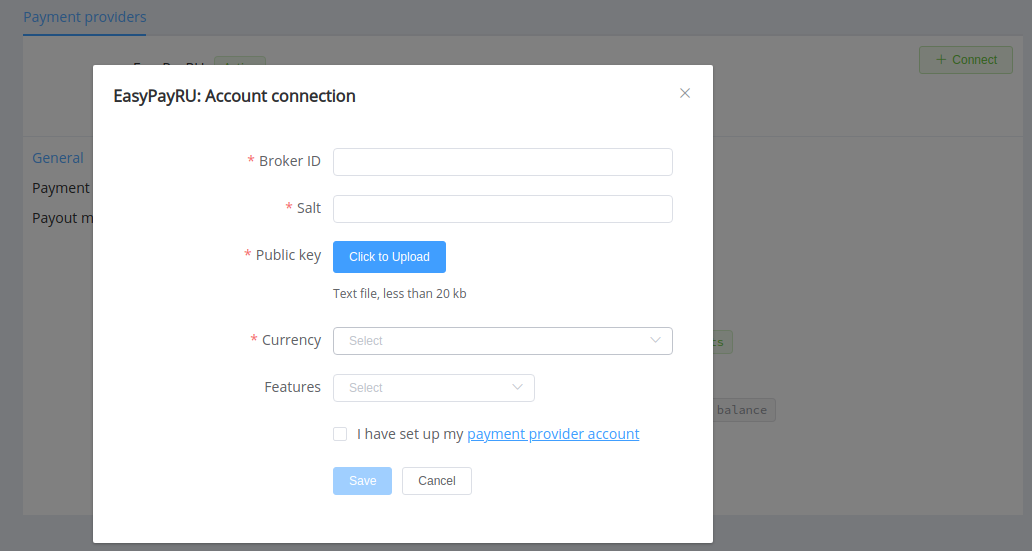 Payment providers
+ Connect
EasyPayRU: Account connection
General
* Broker ID
Payment
* Salt
Payout m
* Public key
Click to Upload
Text file, less than 20 kb
* Currency
Select
Features
Select
balance
I have set up my payment provider account
Save
Cancel